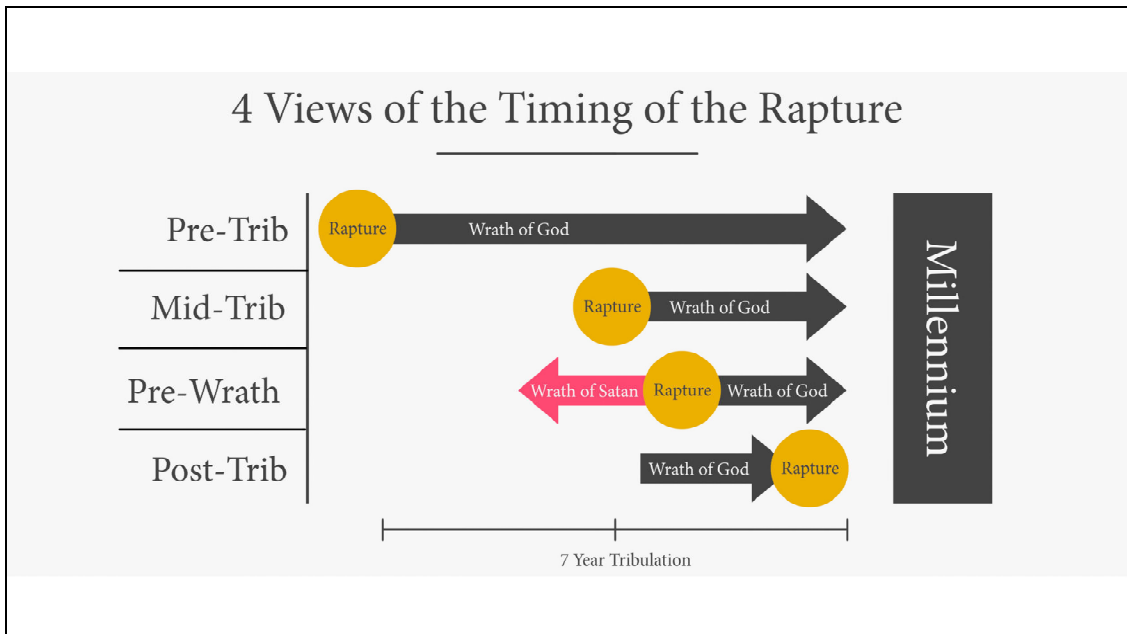 4 Views of the Timing of the Rapture
Pre-Trib
Rapture
Wrath of God
Mid-Trib
Rapture
Wrath of God
Pre-Wrath
Wrath of Satan
Rapture
Wrath of God
Post-Trib
Wrath of God
Rapture
Millennium
7 Year Tribulation